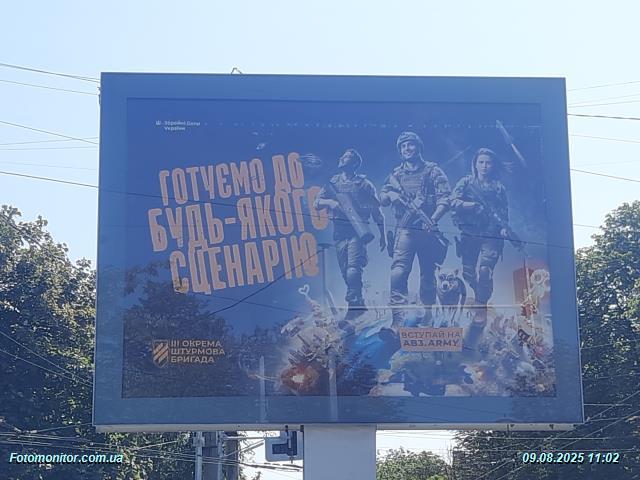 Збройні Сили
України
ГОТУЄМО ДО
БУДЬ-ЯКОГО
СЦЕНАРІЮ
ІІІ ОКРЕМА
ШТУРМОВА
БРИГАДА
ВСТУПАЙ НА
AB3.ARMY
Fotomonitor.com.ua
09.08.2025 11:02